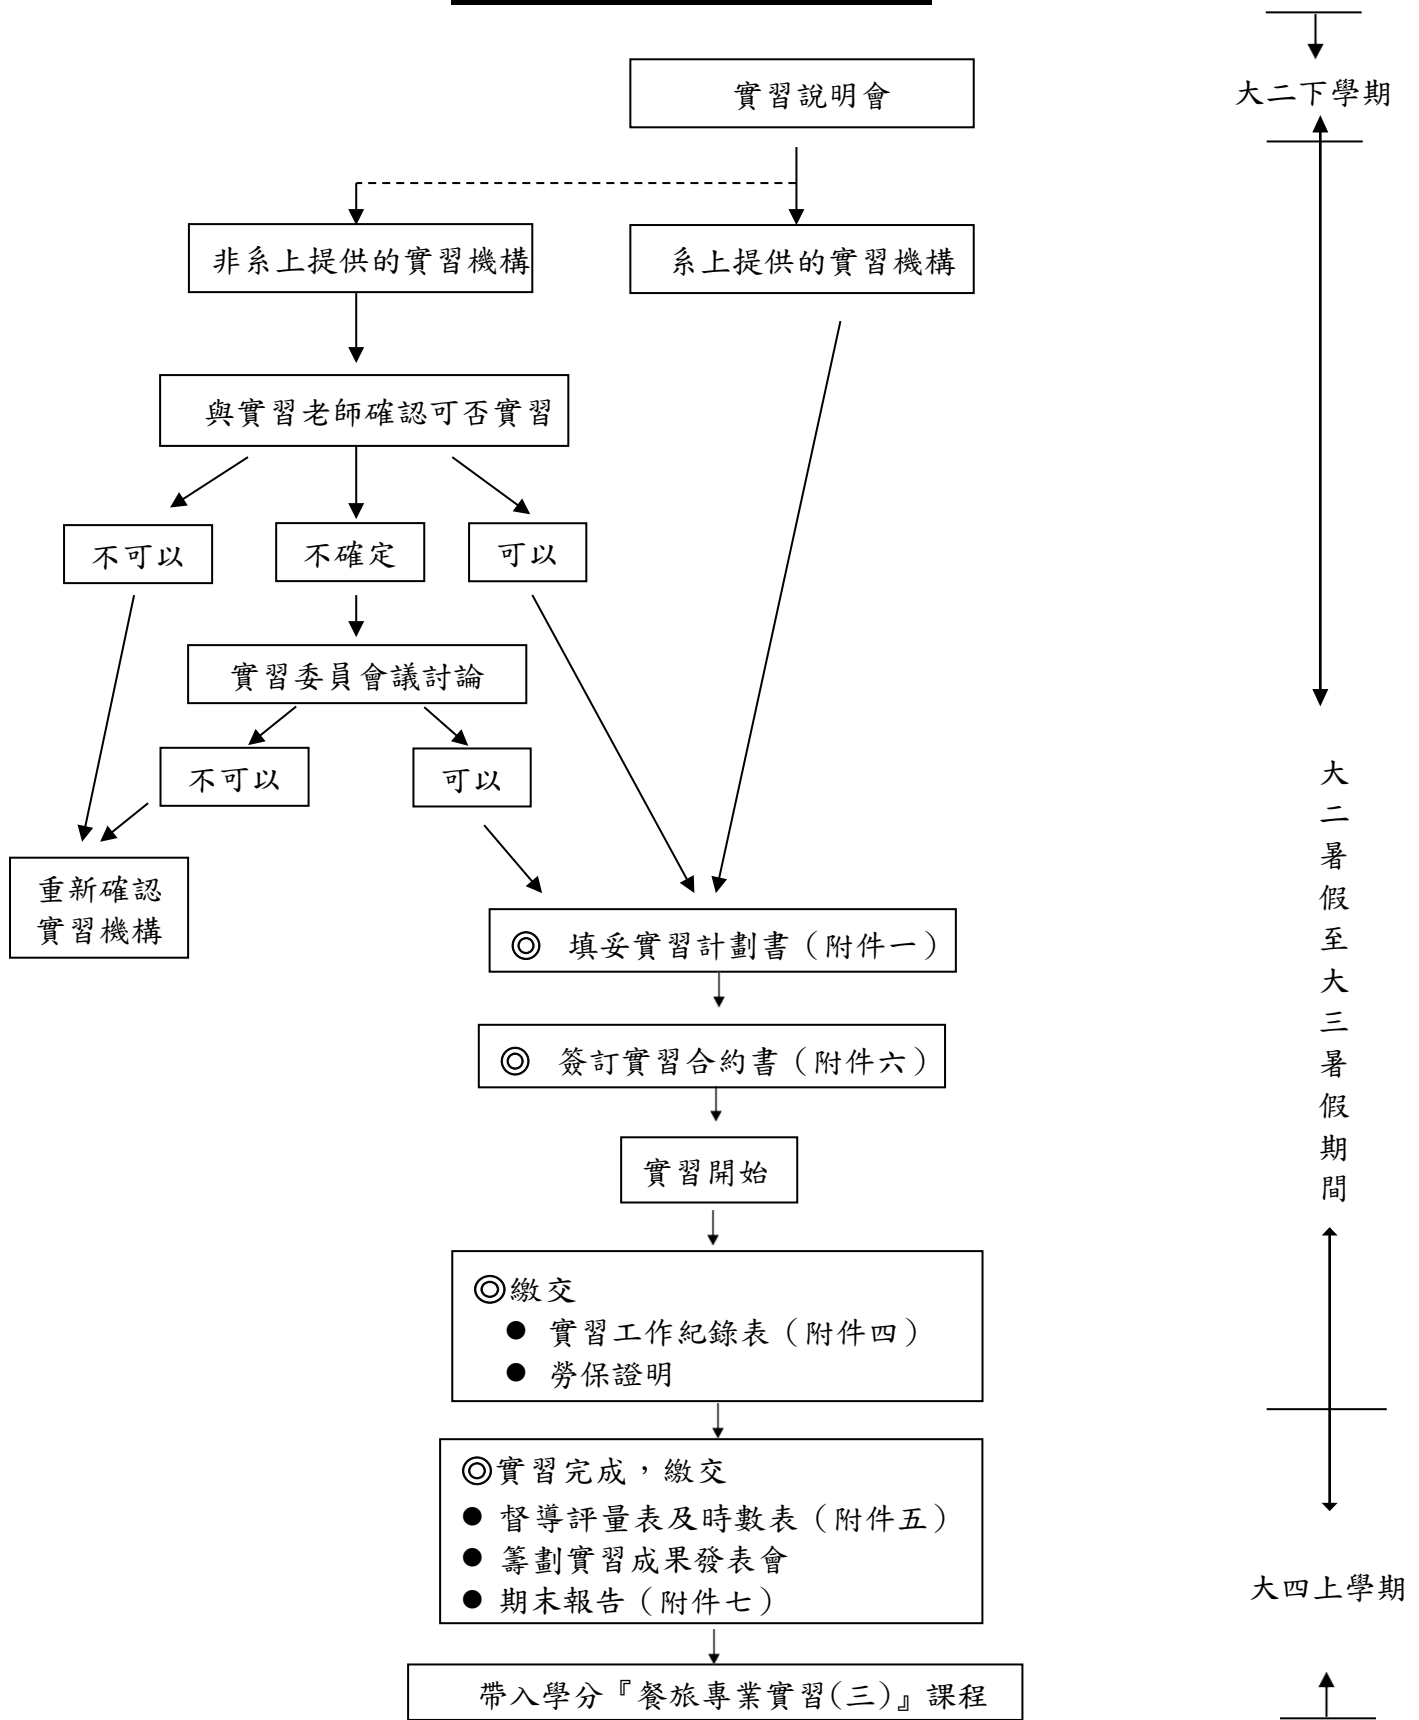 實習說明會
大二下學期
非系上提供的實習機構
系上提供的實習機構
與實習老師確認可否實習
不可以
不確定
可以
實習委員會議討論
不可以
可以
重新確認
實習機構
◎ 填妥實習計劃書（附件一）
◎ 簽訂實習合約書（附件六）
實習開始
大二暑假至大三暑假期間
◎繳交
● 實習工作紀錄表（附件四）
● 勞保證明
◎實習完成，繳交
● 督導評量表及時數表（附件五）
● 籌劃實習成果發表會
● 期末報告（附件七）
大四上學期
帶入學分『餐旅專業實習(三)』課程